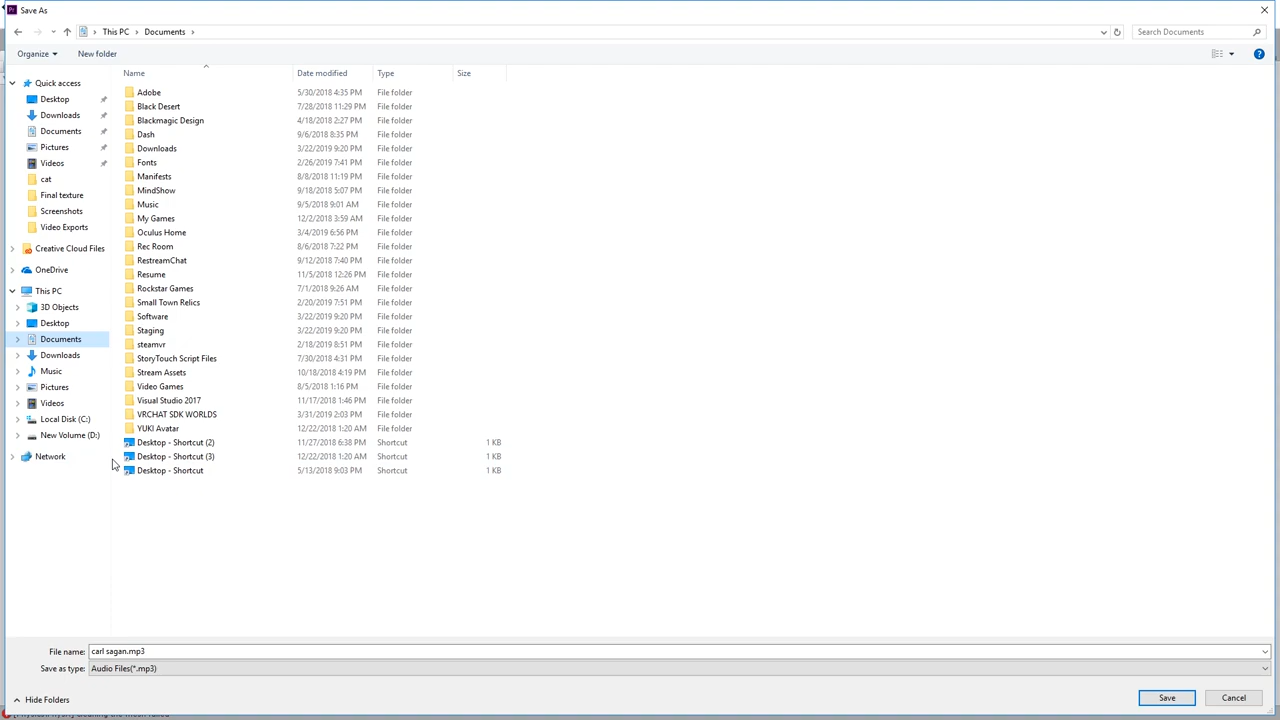 Save As
This PC > Documents >
Search Documents
Organize
New folder
Name Date modified Type Size
Quick access
Desktop
Downloads
Documents
Pictures
Videos
cat
Final texture
Screenshots
Video Exports
Creative Cloud Files
OneDrive
This PC
3D Objects
Desktop
Documents
Downloads
Music
Pictures
Videos
Local Disk (C:)
New Volume (D:)
Network
Adobe 5/30/2018 4:35 PM File folder
Black Desert 7/28/2018 11:29 PM File folder
Blackmagic Design 4/18/2018 2:27 PM File folder
Dash 9/6/2018 8:35 PM File folder
Downloads 3/22/2019 9:20 PM File folder
Fonts 2/26/2019 7:41 PM File folder
Manifests 8/8/2018 11:19 PM File folder
MindShow 9/18/2018 5:07 PM File folder
Music 9/5/2018 9:01 AM File folder
My Games 12/2/2018 3:59 AM File folder
Oculus Home 3/4/2019 6:56 PM File folder
Rec Room 8/6/2018 7:22 PM File folder
RestreamChat 9/12/2018 7:40 PM File folder
Resume 11/5/2018 12:26 PM File folder
Rockstar Games 7/1/2018 9:26 AM File folder
Small Town Relics 2/20/2019 7:51 PM File folder
Software 3/22/2019 9:20 PM File folder
Staging 3/22/2019 9:20 PM File folder
steamvr 2/18/2019 8:51 PM File folder
StoryTouch Script Files 7/30/2018 4:31 PM File folder
Stream Assets 10/18/2018 4:19 PM File folder
Video Games 8/5/2018 1:16 PM File folder
Visual Studio 2017 11/17/2018 1:46 PM File folder
VRCHAT SDK WORLDS 3/31/2019 2:03 PM File folder
YUKI Avatar 12/22/2018 1:20 AM File folder
Desktop - Shortcut (2) 11/27/2018 6:38 PM Shortcut 1 KB
Desktop - Shortcut (3) 12/22/2018 1:20 AM Shortcut 1 KB
Desktop - Shortcut 5/13/2018 9:03 PM Shortcut 1 KB
File name: carl sagan.mp3
Save as type: Audio Files(*.mp3)
Hide Folders
Save
Cancel